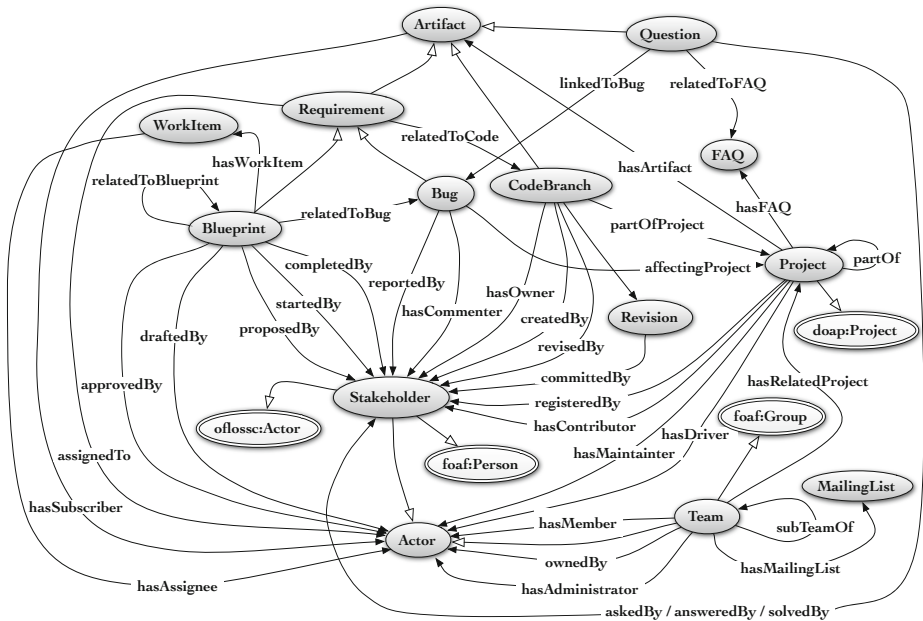 Artifact
Question
linkedToBug
relatedToFAQ
Requirement
WorkItem
relatedToCode
FAQ
hasWorkItem
hasArtifact
relatedToBlueprint
Bug
CodeBranch
hasFAQ
relatedToBug
Blueprint
partOfProject
completedBy
reportedBy
affectingProject
Project
partOf
startedBy
hasOwner
hasCommenter
createdBy
Revision
proposedBy
doap:Project
draftedBy
revisedBy
approvedBy
committedBy
hasRelatedProject
Stakeholder
registeredBy
oflossc:Actor
hasContributor
foaf:Group
hasDriver
assignedTo
foaf:Person
hasMaintainter
MailingList
hasSubscriber
Team
hasMember
subTeamOf
Actor
ownedBy
hasMailingList
hasAssignee
hasAdministrator
askedBy / answeredBy / solvedBy